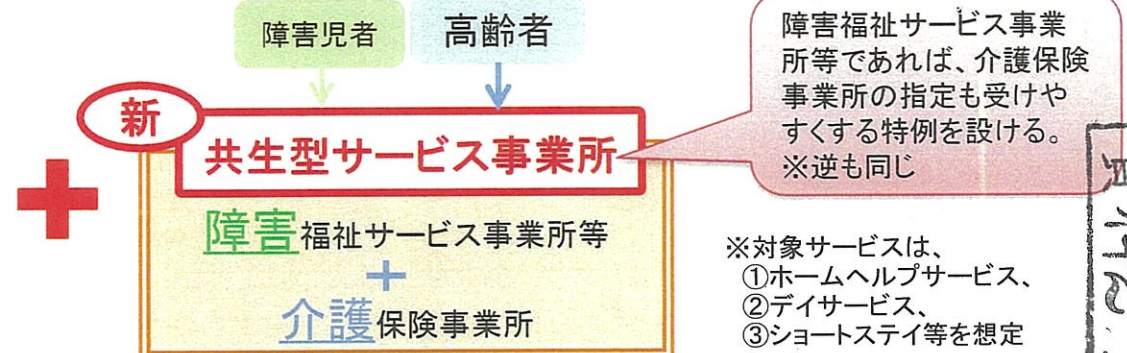 障害児者
高齢者
新
共生型サービス事業所
障害福祉サービス事業所等
+
介護保険事業所
障害福祉サービス事業
所等であれば、介護保険
事業所の指定も受けや
すくする特例を設ける。
※逆も同じ
※対象サービスは、
①ホームヘルプサービス、
②デイサービス、
③ショートステイ等を想定